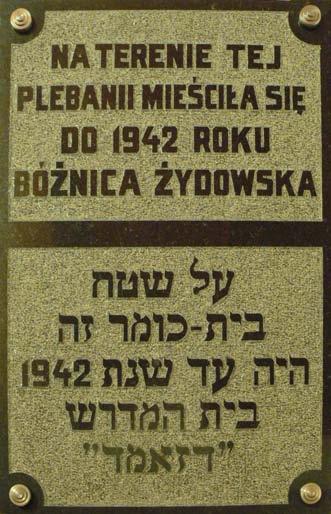 NA TERENIE TEJ
PLEBANII MIEŚCIŁA SIĘ
DO 1942 ROKU
BÓŻNICA ŻYDOWSKA
על שטח
בית-כומר זה
היה עד שנת 1942
בית המדרש
"דזאמד"